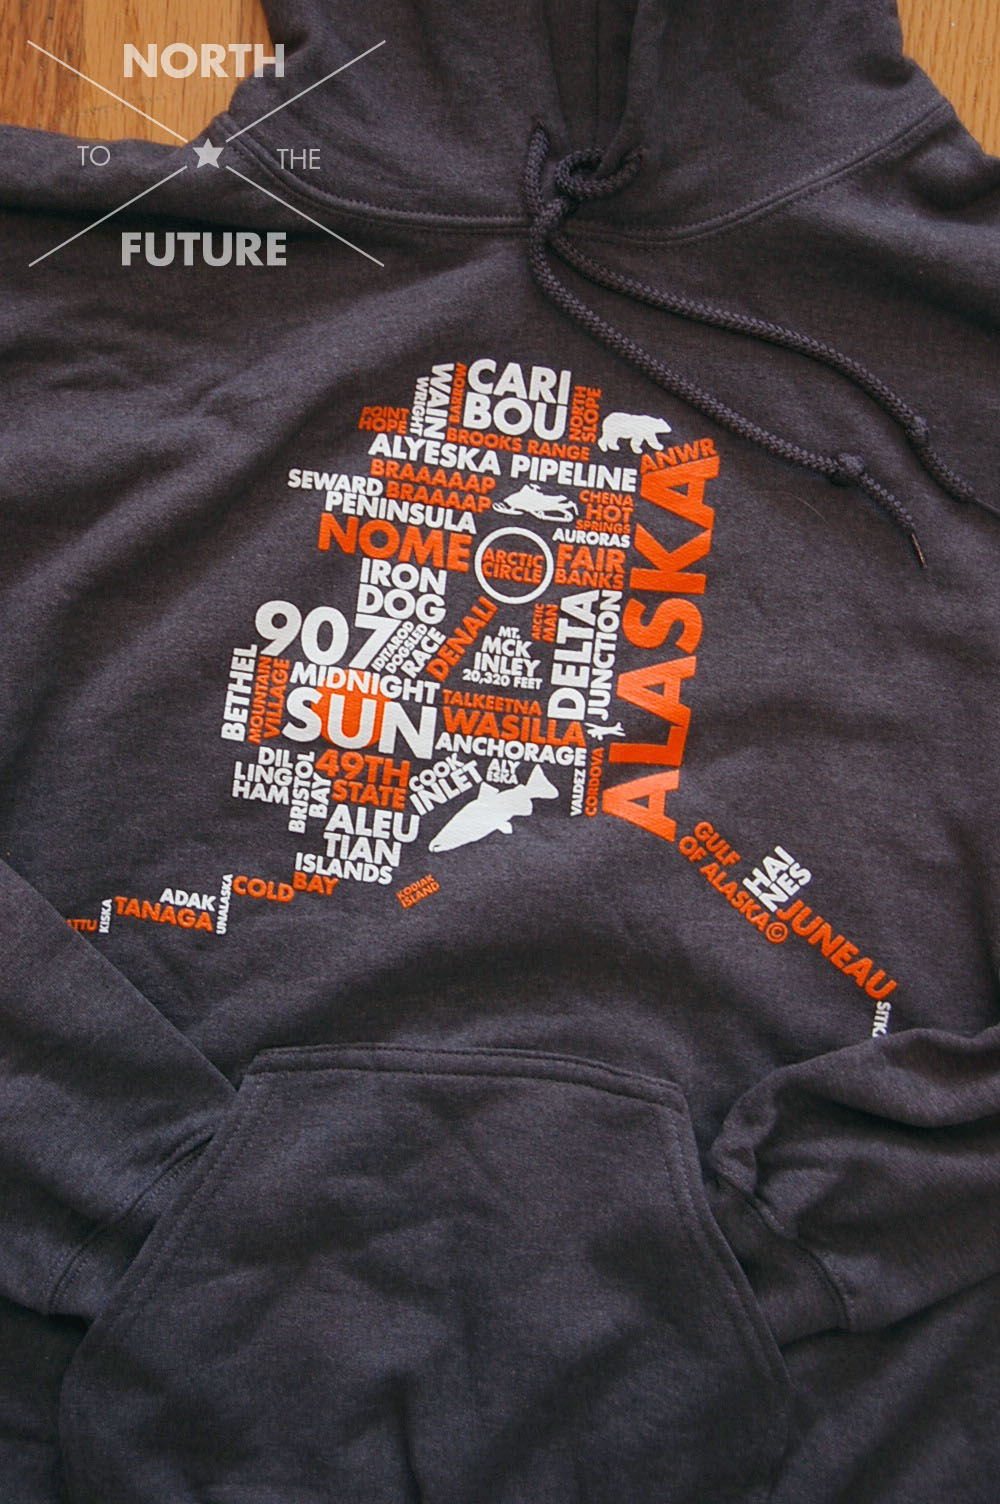 NORTH
TO THE
FUTURE
CARI
BOU
WAIN
WRIGHT
BARROW
NORTH
SLOPE
POINT
HOPE
BROOKS RANGE
ANWR
ALYESKA PIPELINE
BRAAAAAP
BRAAAAP
SEWARD
PENINSULA
CHENA
HOT
SPRINGS
AURORAS
NOME
ARCTIC
CIRCLE
FAIR
BANKS
ALASKA
IRON
DOG
907
IDITAROD
DOGSLED
RACE
DENALI
ARCTIC
MAN
MT.
MCK
INLEY
20,320 FEET
DELTA
JUNCTION
BETHEL
MOUNTAIN
VILLAGE
MIDNIGHT
SUN
TALKEETNA
WASILLA
ANCHORAGE
DIL
LING
HAM
BRISTOL
BAY
49TH
STATE
COOK
INLET
ALY
ESKA
VALDEZ
CORDOVA
ALEU
TIAN
ISLANDS
COLD
BAY
KODIAK
ISLAND
ADAK
UNALASKA
TANAGA
KISKA
ATTU
GULF
OF ALASKA©
HAI
NES
JUNEAU
SITK